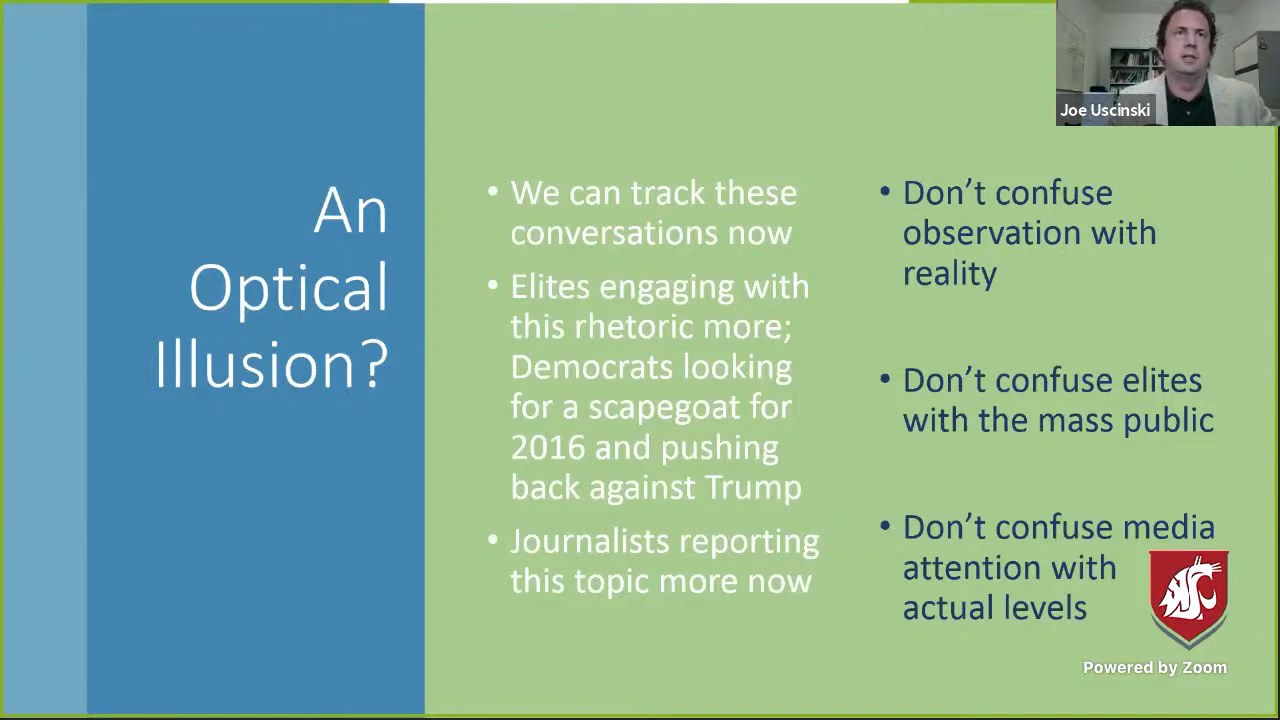 An
Optical
Illusion?
• We can track these
conversations now
• Elites engaging with
this rhetoric more;
Democrats looking
for a scapegoat for
2016 and pushing
back against Trump
• Journalists reporting
this topic more now
• Don’t confuse
observation with
reality
• Don’t confuse elites
with the mass public
• Don’t confuse media
attention with
actual levels
Joe Uscinski
Powered by Zoom